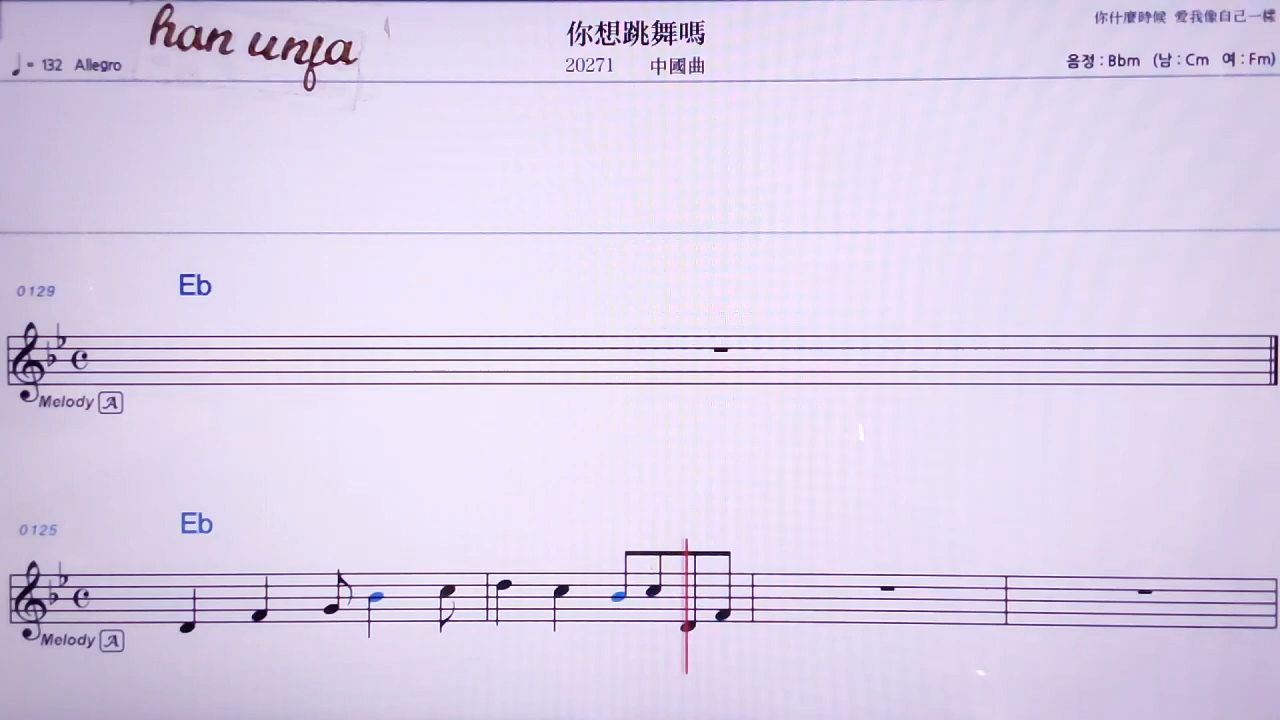 han unfa
你想跳舞嗎
你什麼時候 愛我像自己一樣
♩= 132 Allegro
20271 中國曲
음정 : Bbm (남 : Cm 여 : Fm)
0129
Eb
Melody A
0125
Eb
Melody A